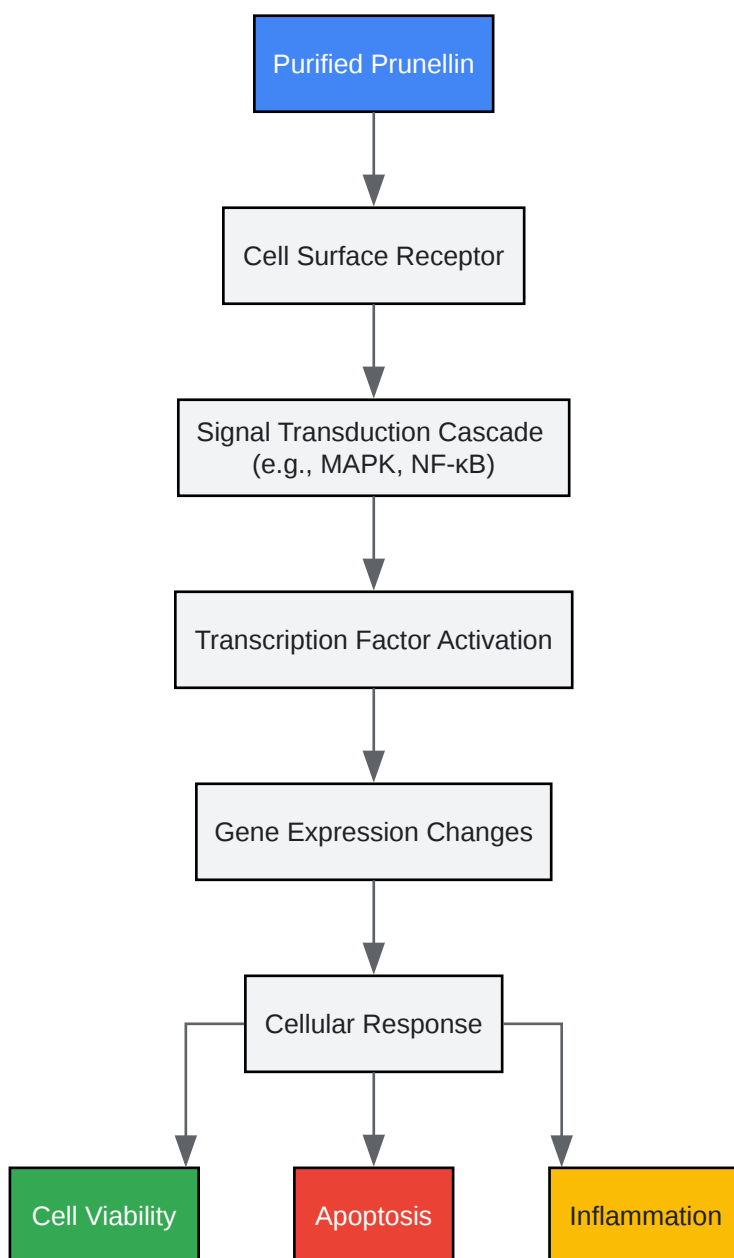 Purified Prunellin
Cell Surface Receptor
Signal Transduction Cascade
(e.g., MAPK, NF-κB)
Transcription Factor Activation
Gene Expression Changes
Cellular Response
Cell Viability
Apoptosis
Inflammation